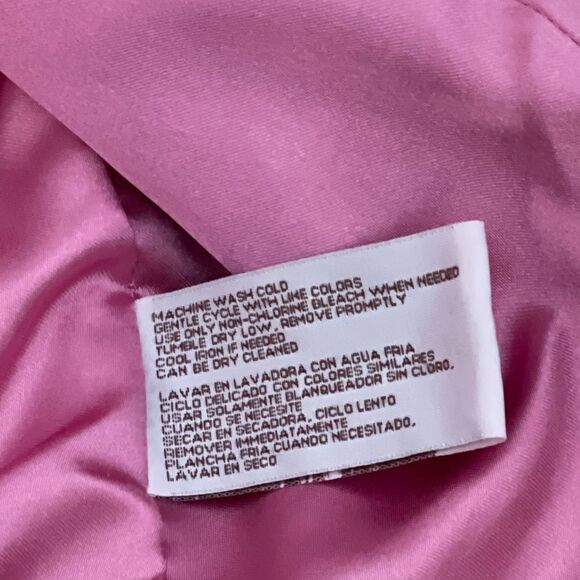 MACHINE WASH COLD
GENTLE CYCLE WITH LIKE COLORS
USE ONLY NON-CHLORINE BLEACH WHEN NEEDED
TUMBLE DRY LOW, REMOVE PROMPTLY
COOL IRON IF NEEDED
CAN BE DRY CLEANED
LAVAR EN LAVADORA CON AGUA FRIA
CICLO DELICADO CON COLORES SIMILARES
USAR SOLAMENTE BLANQUEADOR SIN CLORO.
CUANDO SE NECESITE
SECAR EN SECADORA. CICLO LENTO
REMOVER IMMEDIATAMENTE
PLANCHA FRIA CUANDO NECESITADO.
LAVAR EN SECO